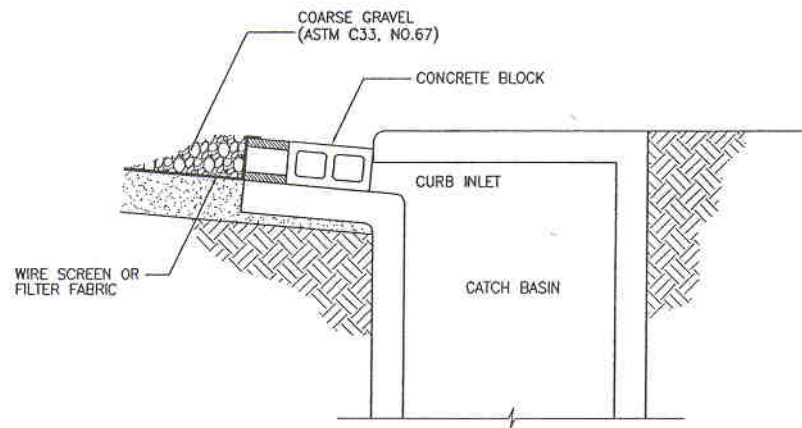 COARSE GRAVEL
(ASTM C33, NO.67)
CONCRETE BLOCK
CURB INLET
WIRE SCREEN OR
FILTER FABRIC
CATCH BASIN